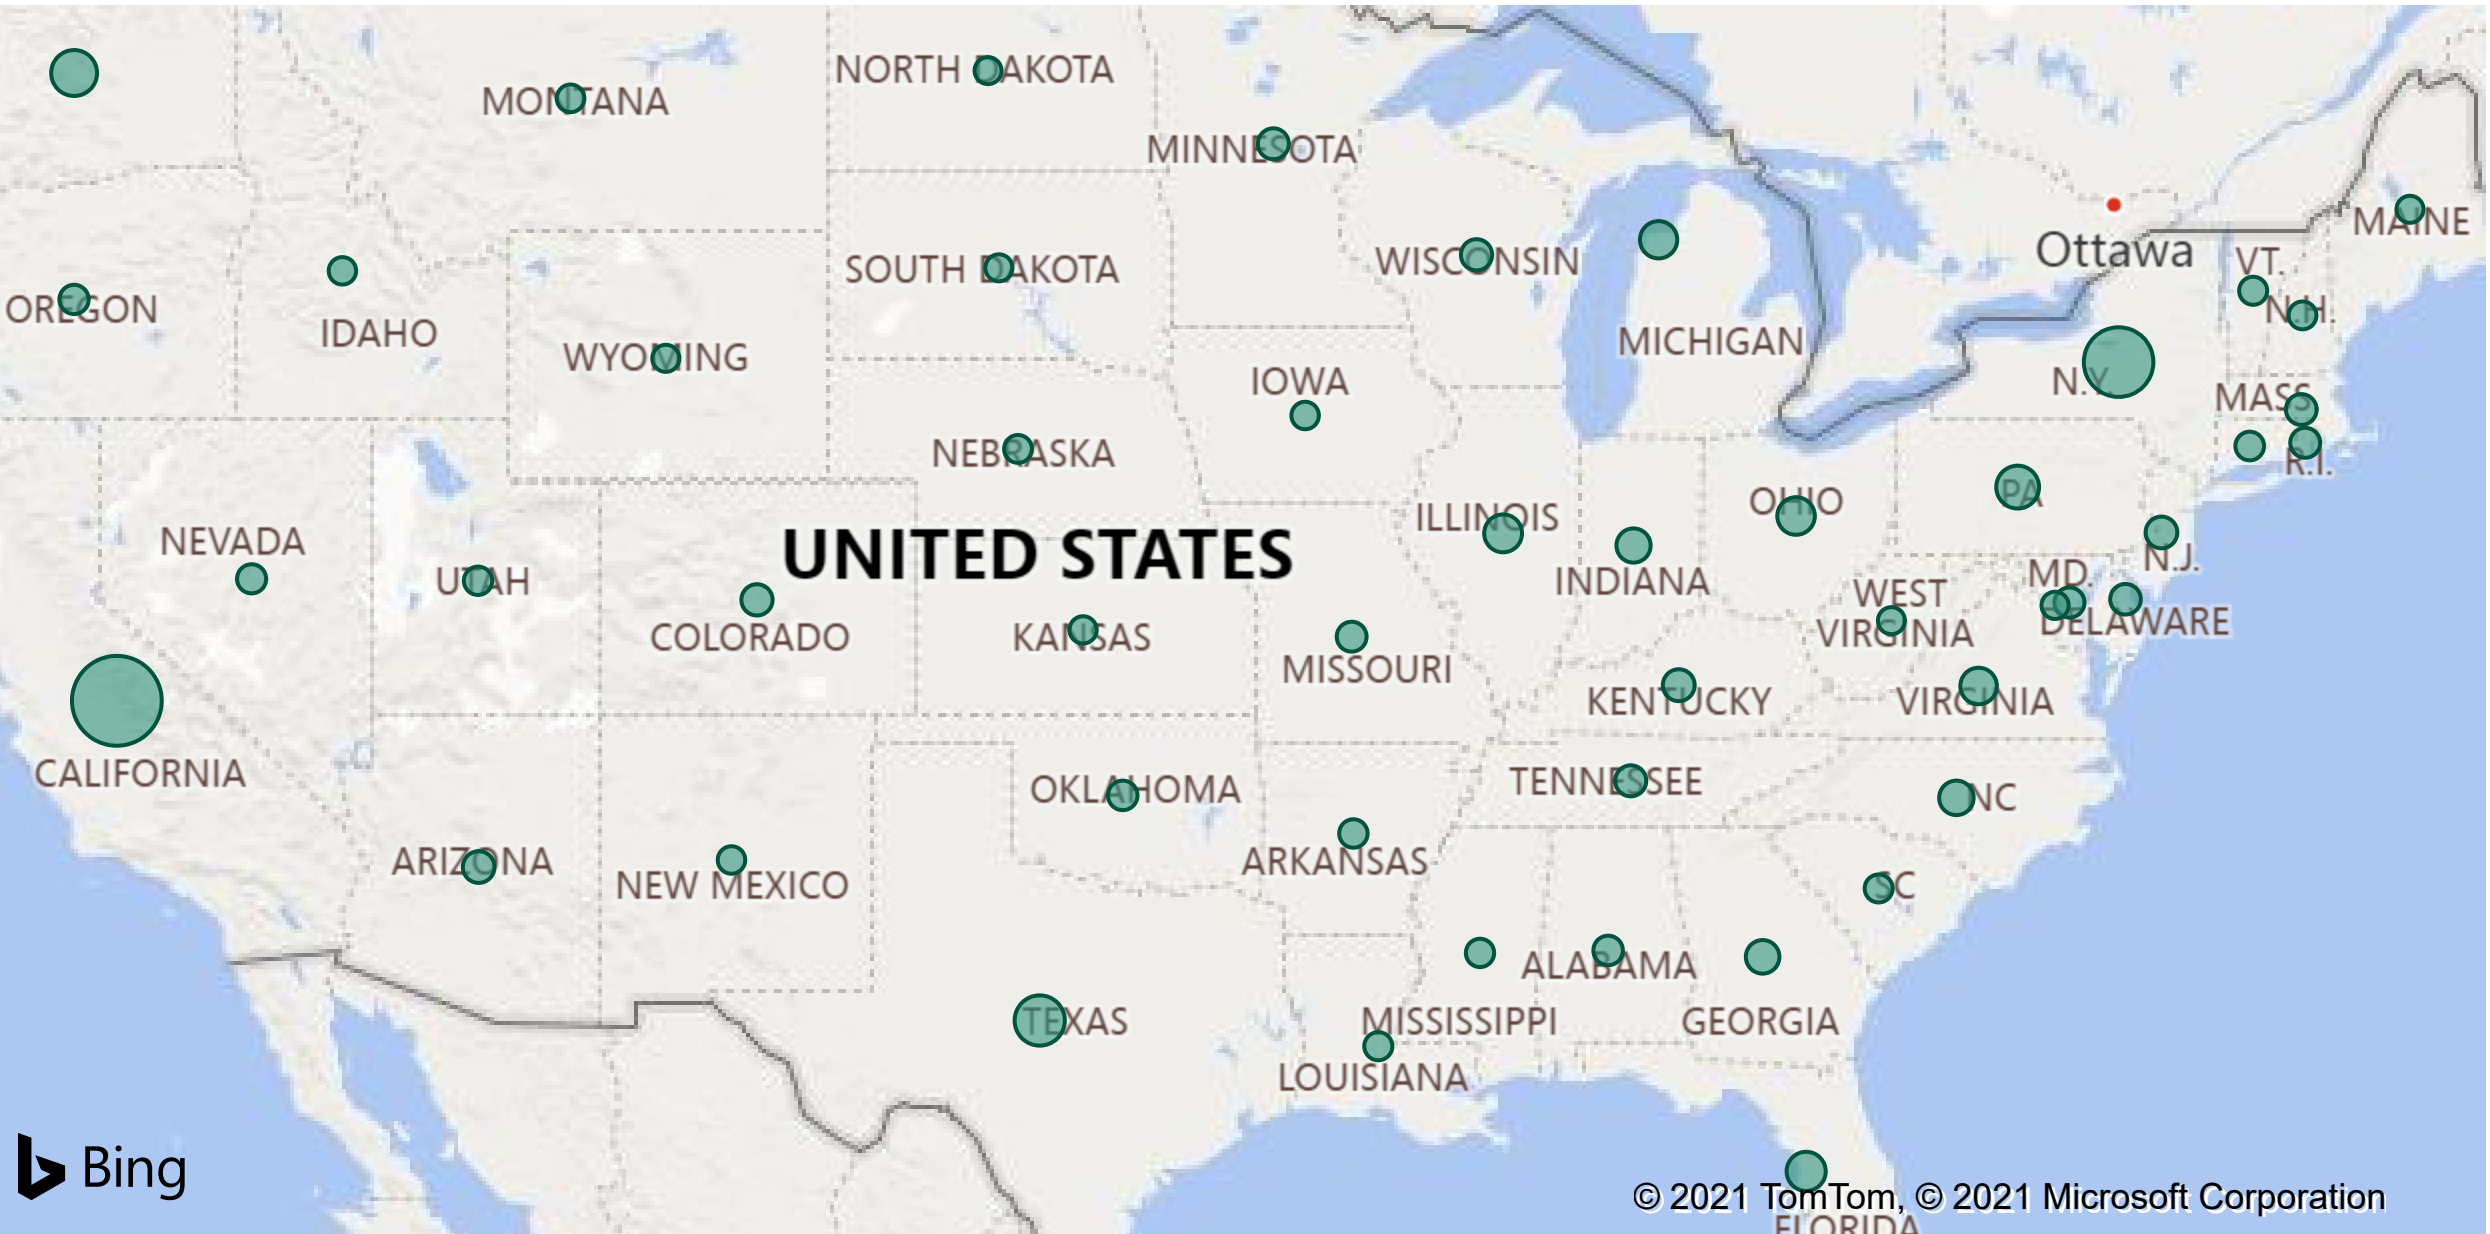 NORTH DAKOTA
MONTANA
MINNESOTA
MAINE
Ottawa
VT.
WISCONSIN
SOUTH DAKOTA
OREGON
N.H.
IDAHO
MICHIGAN
WYOMING
IOWA
N.Y.
MASS.
NEBRASKA
R.I.
PA
OHIO
ILLINOIS
NEVADA
UNITED STATES
N.J.
MD.
UTAH
INDIANA
WEST
VIRGINIA
DELAWARE
COLORADO
KANSAS
MISSOURI
KENTUCKY
VIRGINIA
CALIFORNIA
TENNESSEE
OKLAHOMA
NC
ARIZONA
ARKANSAS
NEW MEXICO
SC
ALABAMA
TEXAS
MISSISSIPPI
GEORGIA
LOUISIANA
Bing
© 2021 TomTom, © 2021 Microsoft Corporation
FLORIDA